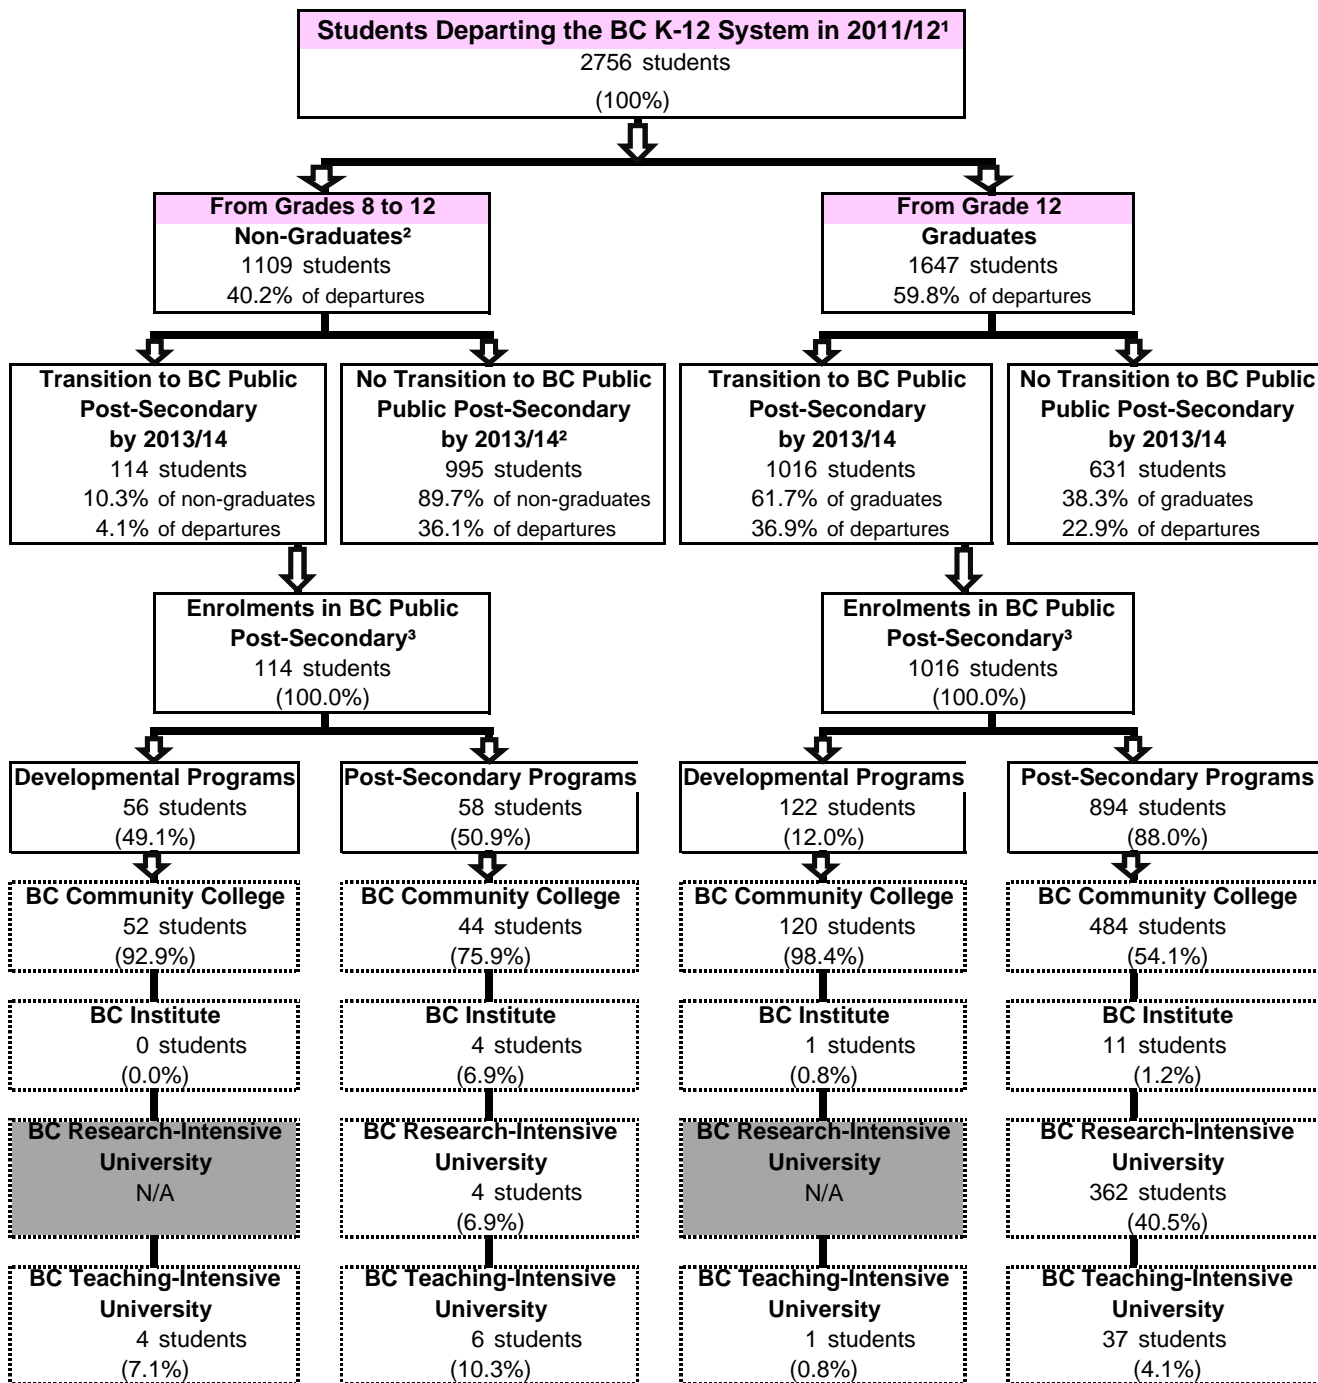 Students Departing the BC K-12 System in 2011/12¹
2756 students
(100%)
From Grades 8 to 12
Non-Graduates²
1109 students
40.2% of departures
From Grade 12
Graduates
1647 students
59.8% of departures
Transition to BC Public
Post-Secondary
by 2013/14
114 students
10.3% of non-graduates
4.1% of departures
No Transition to BC Public
Public Post-Secondary
by 2013/14²
995 students
89.7% of non-graduates
36.1% of departures
Transition to BC Public
Post-Secondary
by 2013/14
1016 students
61.7% of graduates
36.9% of departures
No Transition to BC Public
Public Post-Secondary
by 2013/14
631 students
38.3% of graduates
22.9% of departures
Enrolments in BC Public
Post-Secondary³
114 students
(100.0%)
Enrolments in BC Public
Post-Secondary³
1016 students
(100.0%)
Developmental Programs
56 students
(49.1%)
Post-Secondary Programs
58 students
(50.9%)
Developmental Programs
122 students
(12.0%)
Post-Secondary Programs
894 students
(88.0%)
BC Community College
52 students
(92.9%)
BC Community College
44 students
(75.9%)
BC Community College
120 students
(98.4%)
BC Community College
484 students
(54.1%)
BC Institute
0 students
(0.0%)
BC Institute
4 students
(6.9%)
BC Institute
1 students
(0.8%)
BC Institute
11 students
(1.2%)
BC Research-Intensive
University
N/A
BC Research-Intensive
University
4 students
(6.9%)
BC Research-Intensive
University
N/A
BC Research-Intensive
University
362 students
(40.5%)
BC Teaching-Intensive
University
4 students
(7.1%)
BC Teaching-Intensive
University
6 students
(10.3%)
BC Teaching-Intensive
University
1 students
(0.8%)
BC Teaching-Intensive
University
37 students
(4.1%)